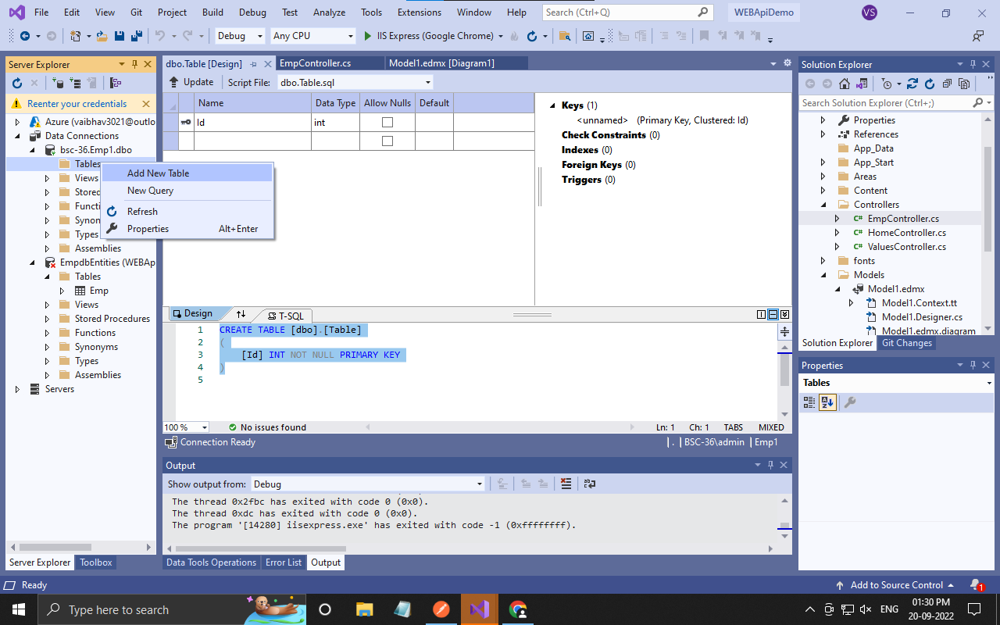 File Edit View Git Project Build Debug Test Analyze Tools Extensions Window Help Search (Ctrl+Q) WEBApiDemo VS
Debug Any CPU IIS Express (Google Chrome)
Server Explorer
Reenter your credentials
Azure (vaibhav3021@outlo
Data Connections
bsc-36.Emp1.dbo
Tables
Views
Stored
Functi
Synon
Types
Assemblies
EmpdbEntities (WEBAp
Tables
Emp
Views
Stored Procedures
Functions
Synonyms
Types
Assemblies
Servers
Server Explorer Toolbox
Add New Table
New Query
Refresh
Properties Alt+Enter
dbo.Table [Design] EmpController.cs Model1.edmx [Diagram1]
Update Script File: dbo.Table.sql
Name Data Type Allow Nulls Default
Id int
Keys (1)
<unnamed> (Primary Key, Clustered: Id)
Check Constraints (0)
Indexes (0)
Foreign Keys (0)
Triggers (0)
Design T-SQL
1 CREATE TABLE [dbo].[Table]
2 (
3 [Id] INT NOT NULL PRIMARY KEY
4 )
5
100 % No issues found Ln: 1 Ch: 1 TABS MIXED
Connection Ready | . | BSC-36\admin | Emp1
Output
Show output from: Debug
The thread 0x2fbc has exited with code 0 (0x0).
The thread 0xdc has exited with code 0 (0x0).
The program '[14280] iisexpress.exe' has exited with code -1 (0xffffffff).
Data Tools Operations Error List Output
Solution Explorer
Search Solution Explorer (Ctrl+;)
Properties
References
App_Data
App_Start
Areas
Content
Controllers
C# EmpController.cs
C# HomeController.cs
C# ValuesController.cs
fonts
Models
Model1.edmx
Model1.Context.tt
Model1.Designer.cs
Model1.edmx.diagram
Solution Explorer Git Changes
Properties
Tables
Ready Add to Source Control 1
Type here to search ENG 01:30 PM
20-09-2022